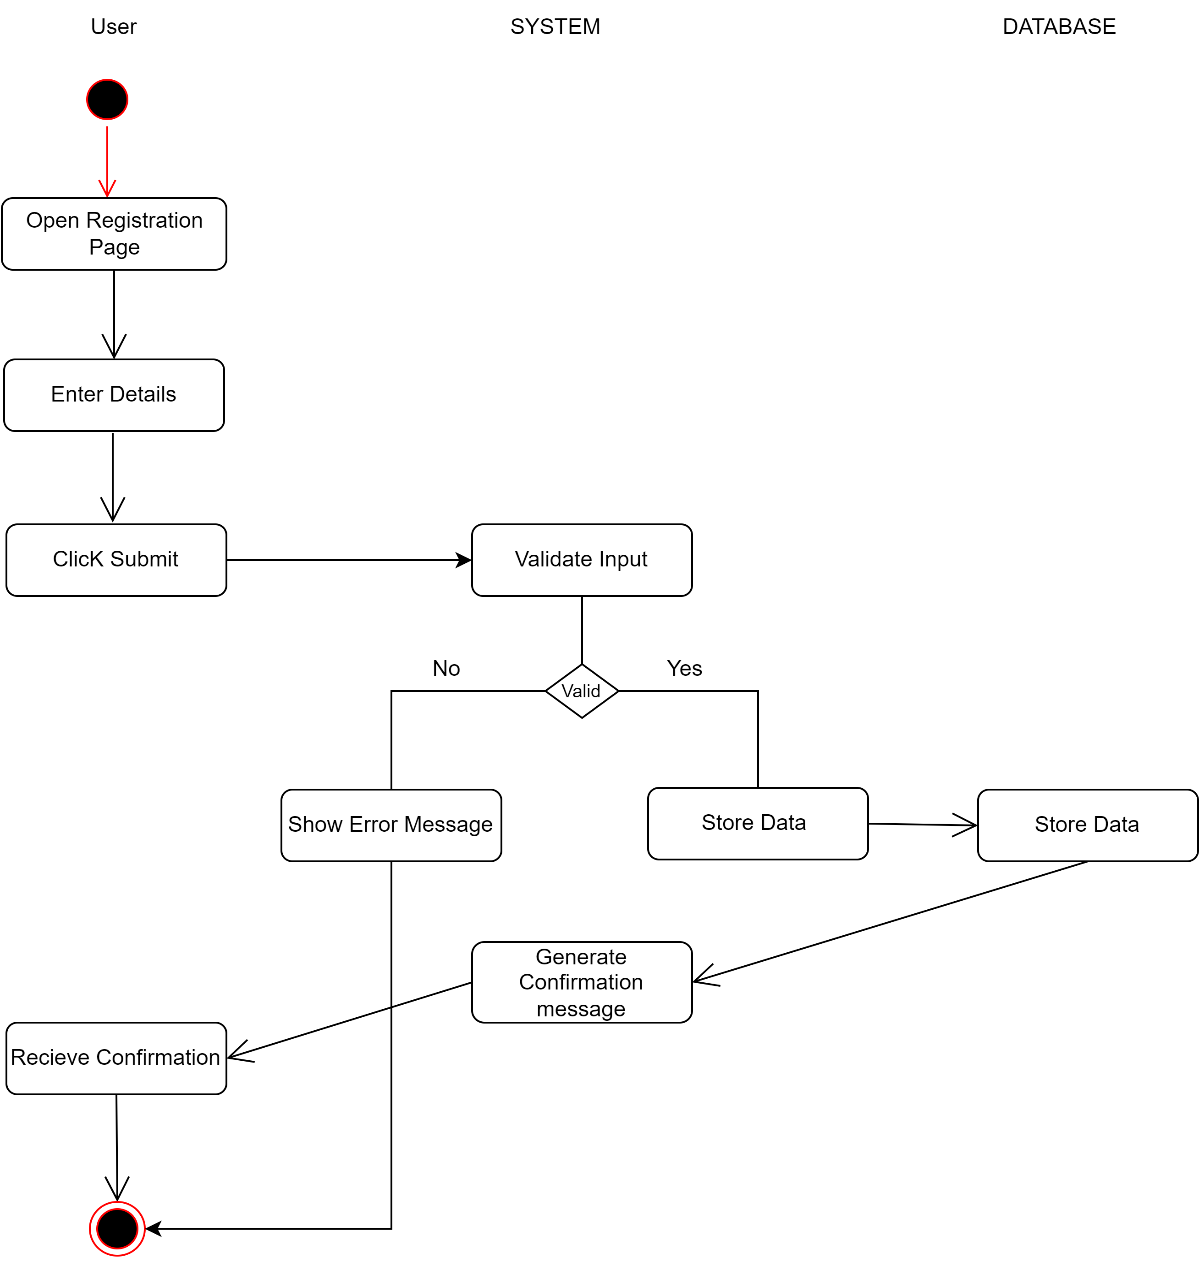 User
SYSTEM
DATABASE
Open Registration
Page
Enter Details
ClicK Submit
Validate Input
No
Yes
Valid
Show Error Message
Store Data
Store Data
Generate
Confirmation
message
Recieve Confirmation